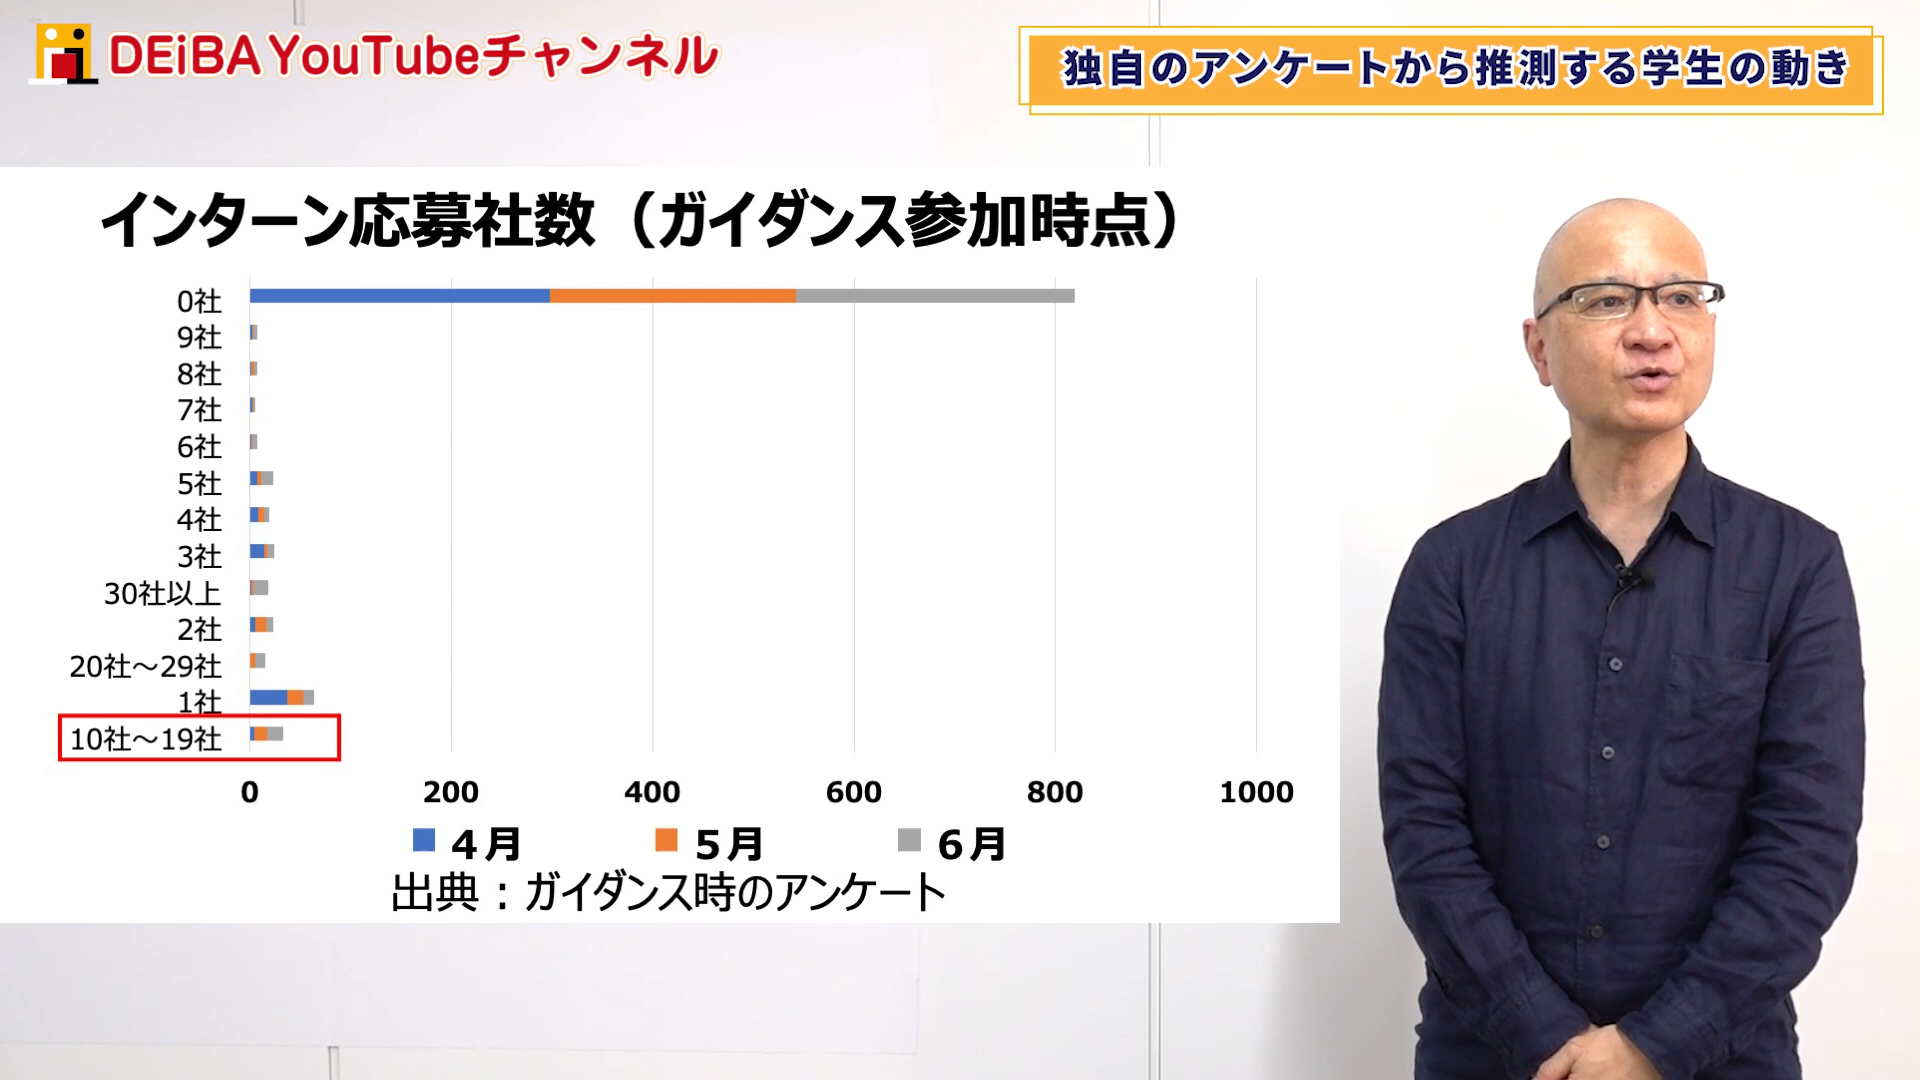 DEiBA YouTubeチャンネル
独自のアンケートから推測する学生の動き
インターン応募社数（ガイダンス参加時点）
0社
9社
8社
7社
6社
5社
4社
3社
30社以上
2社
20社～29社
1社
10社～19社
0 200 400 600 800 1000
４月 ５月 ６月
出典：ガイダンス時のアンケート